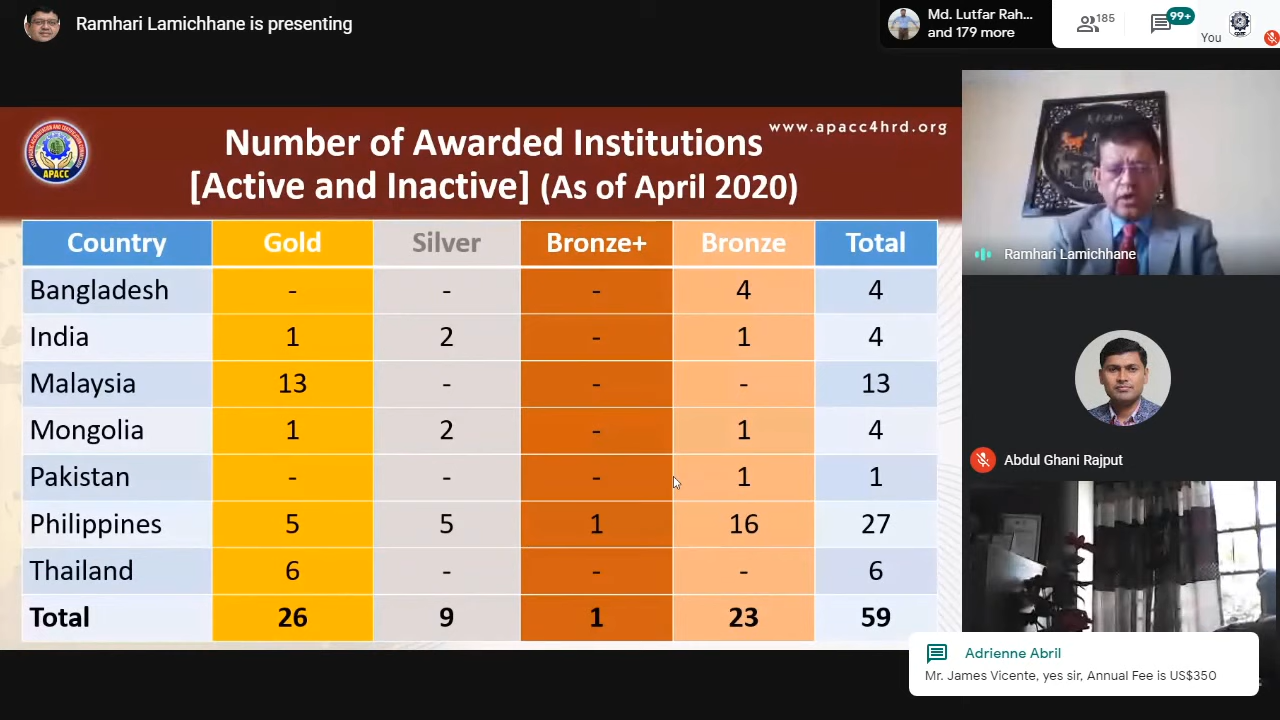 Ramhari Lamichhane is presenting
Md. Lutfar Rah...
and 179 more
185
99+
You
www.apacc4hrd.org
APACC
Number of Awarded Institutions
[Active and Inactive] (As of April 2020)
Country Gold Silver Bronze+ Bronze Total
Bangladesh - - - 4 4
India 1 2 - 1 4
Malaysia 13 - - - 13
Mongolia 1 2 - 1 4
Pakistan - - - 1 1
Philippines 5 5 1 16 27
Thailand 6 - - - 6
Total 26 9 1 23 59
Ramhari Lamichhane
Abdul Ghani Rajput
Adrienne Abril
Mr. James Vicente, yes sir, Annual Fee is US$350